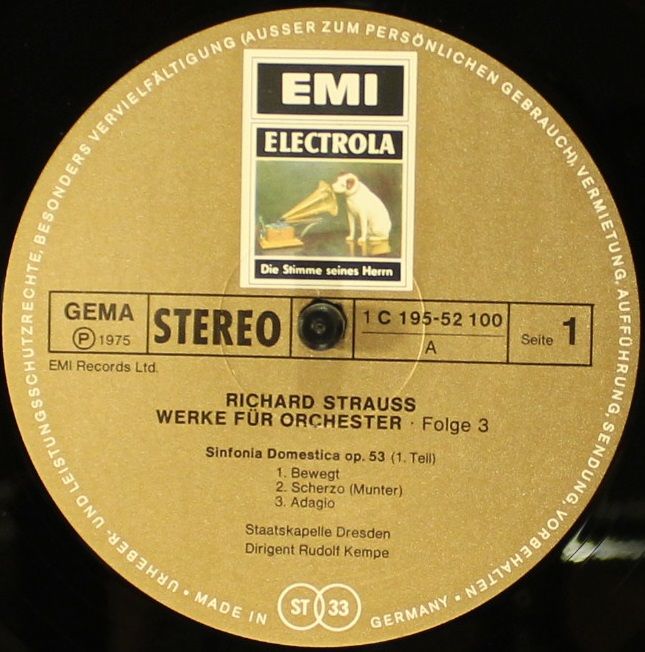 URHEBER- UND LEISTUNGSSCHUTZRECHTE, BESONDERS VERVIELFÄLTIGUNG (AUSSER ZUM PERSÖNLICHEN GEBRAUCH), VERMIETUNG, AUFFÜHRUNG, SENDUNG, VORBEHALTEN •
EMI
ELECTROLA
Die Stimme seines Herrn
GEMA
Ⓟ 1975
STEREO
1 C 195-52 100
A
Seite 1
EMI Records Ltd.
RICHARD STRAUSS
WERKE FÜR ORCHESTER · Folge 3
Sinfonia Domestica op. 53 (1. Teil)
1. Bewegt
2. Scherzo (Munter)
3. Adagio
Staatskapelle Dresden
Dirigent Rudolf Kempe
• MADE IN GERMANY •
ST 33